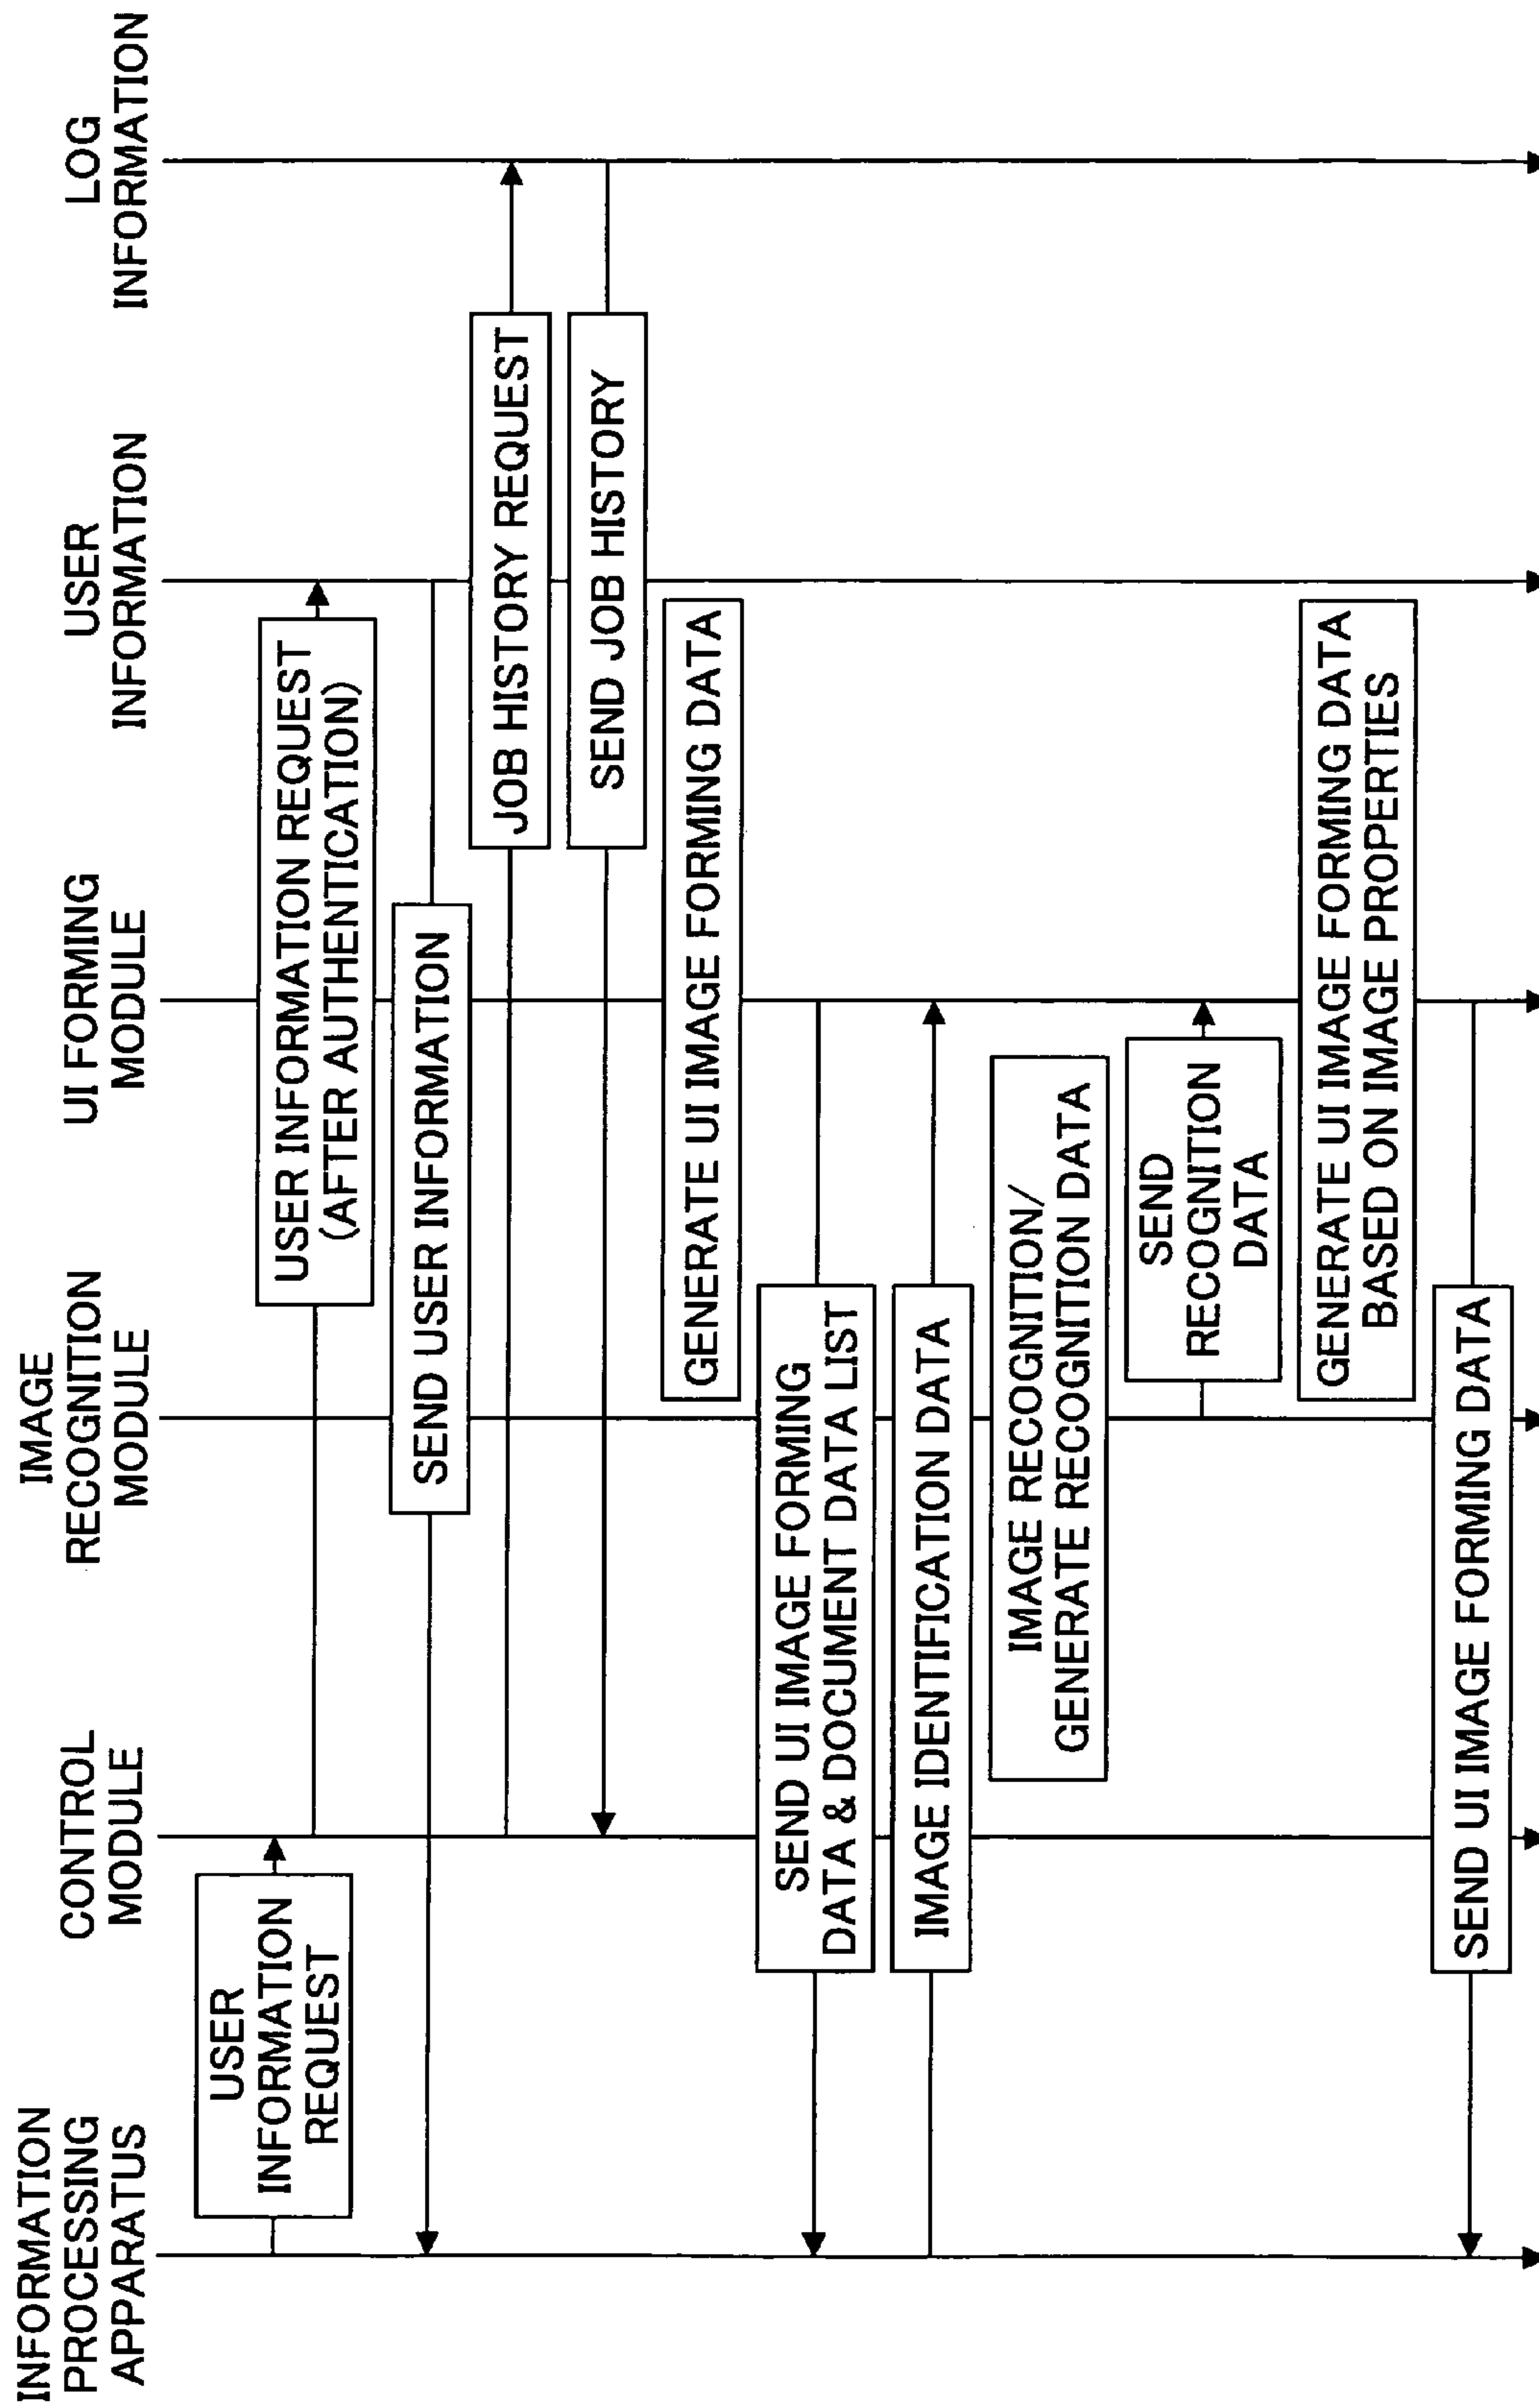 INFORMATION
PROCESSING
APPARATUS
CONTROL
MODULE
IMAGE
RECOGNITION
MODULE
UI FORMING
MODULE
USER
INFORMATION
LOG
INFORMATION
USER
INFORMATION
REQUEST
USER INFORMATION REQUEST
(AFTER AUTHENTICATION)
SEND USER INFORMATION
JOB HISTORY REQUEST
SEND JOB HISTORY
GENERATE UI IMAGE FORMING DATA
SEND UI IMAGE FORMING
DATA & DOCUMENT DATA LIST
IMAGE IDENTIFICATION DATA
IMAGE RECOGNITION/
GENERATE RECOGNITION DATA
SEND
RECOGNITION
DATA
GENERATE UI IMAGE FORMING DATA
BASED ON IMAGE PROPERTIES
SEND UI IMAGE FORMING DATA